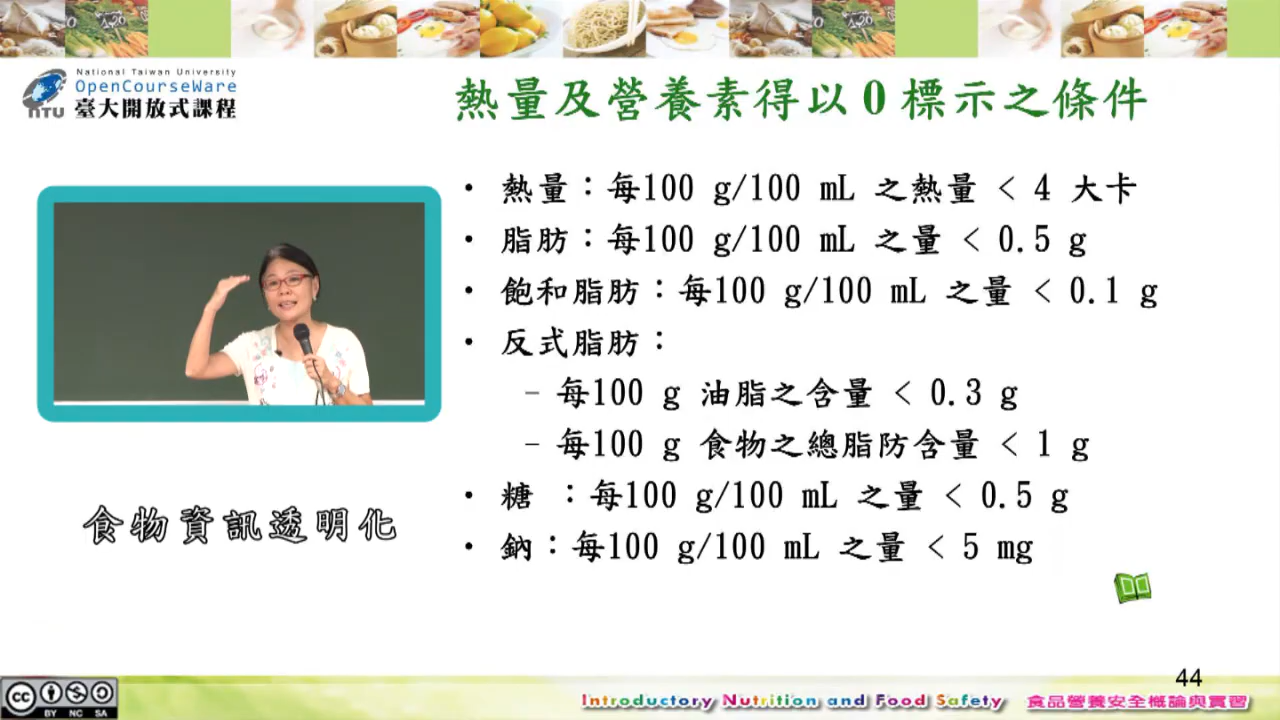 National Taiwan University
OpenCourseWare
NTU 臺大開放式課程
熱量及營養素得以 0 標示之條件
• 熱量：每100 g/100 mL 之熱量 < 4 大卡
• 脂肪：每100 g/100 mL 之量 < 0.5 g
• 飽和脂肪：每100 g/100 mL 之量 < 0.1 g
• 反式脂肪：
– 每100 g 油脂之含量 < 0.3 g
– 每100 g 食物之總脂防含量 < 1 g
• 糖 ：每100 g/100 mL 之量 < 0.5 g
• 鈉：每100 g/100 mL 之量 < 5 mg
食物資訊透明化
44
cc BY NC SA
Introductory Nutrition and Food Safety 食品營養安全概論與實習